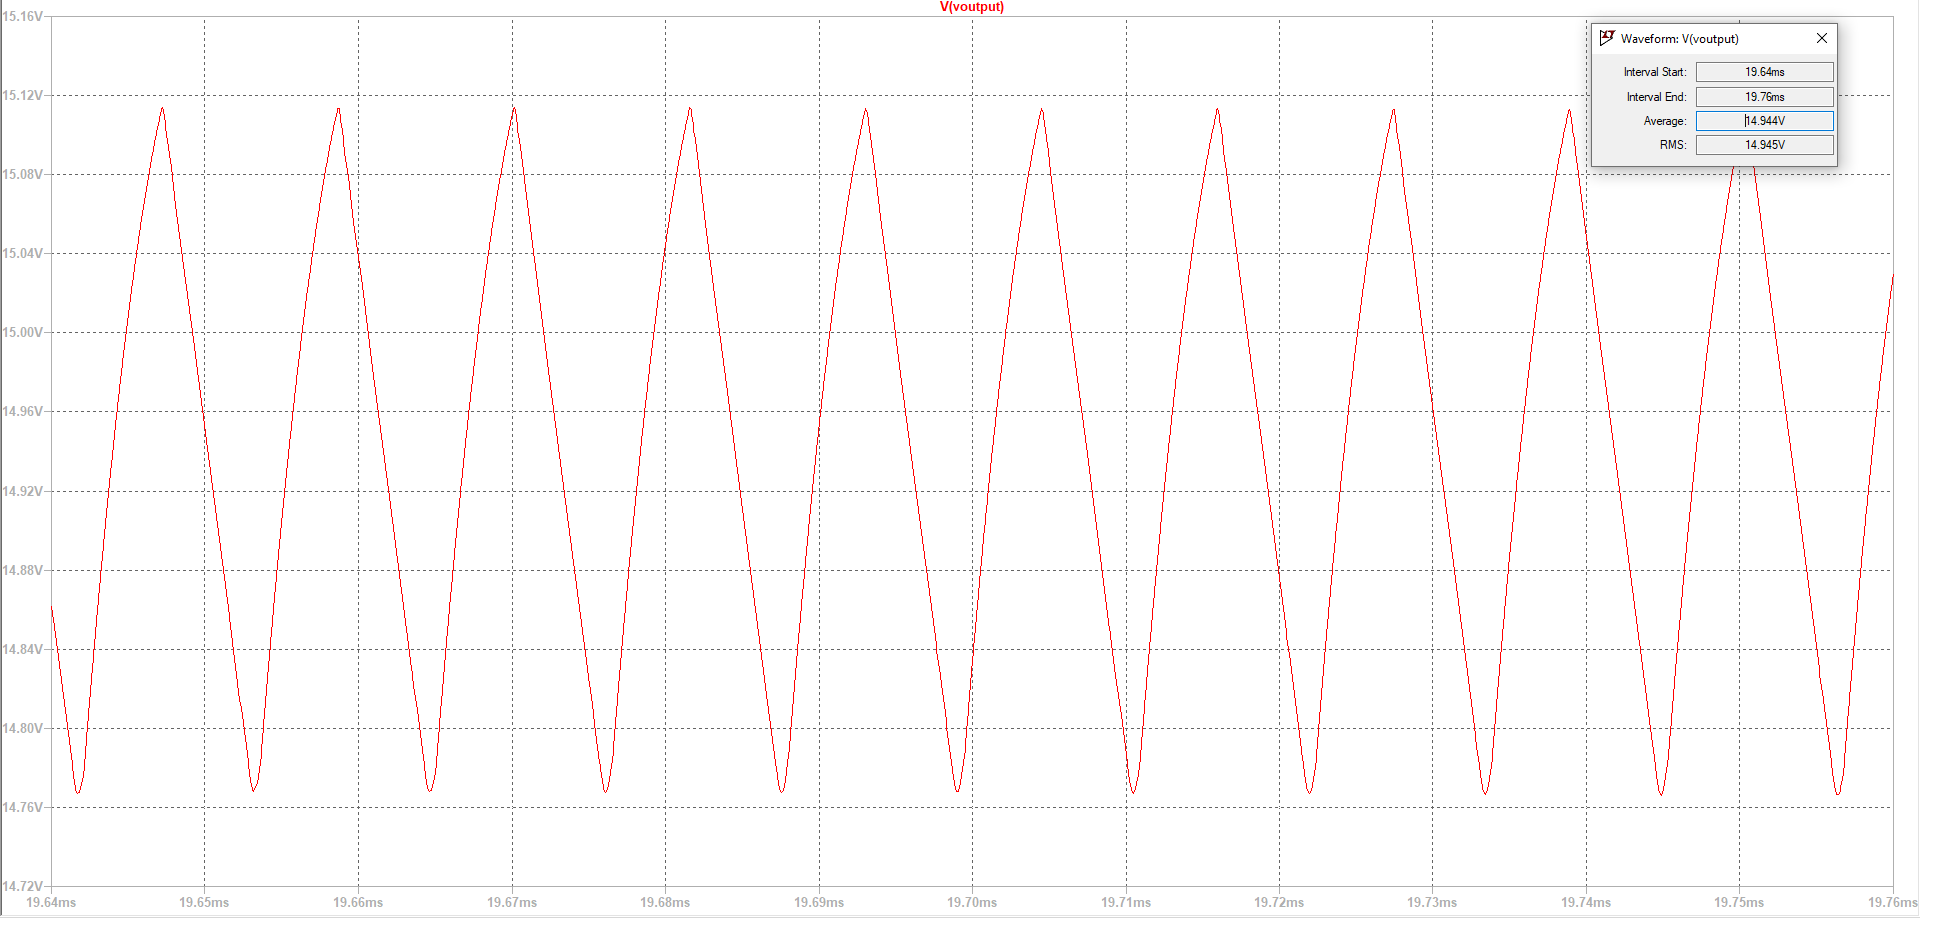 V(voutput)
15.16V
15.12V
15.08V
15.04V
15.00V
14.96V
14.92V
14.88V
14.84V
14.80V
14.76V
14.72V
19.64ms 19.65ms 19.66ms 19.67ms 19.68ms 19.69ms 19.70ms 19.71ms 19.72ms 19.73ms 19.74ms 19.75ms 19.76ms
Waveform: V(voutput)
Interval Start: 19.64ms
Interval End: 19.76ms
Average: 14.944V
RMS: 14.945V